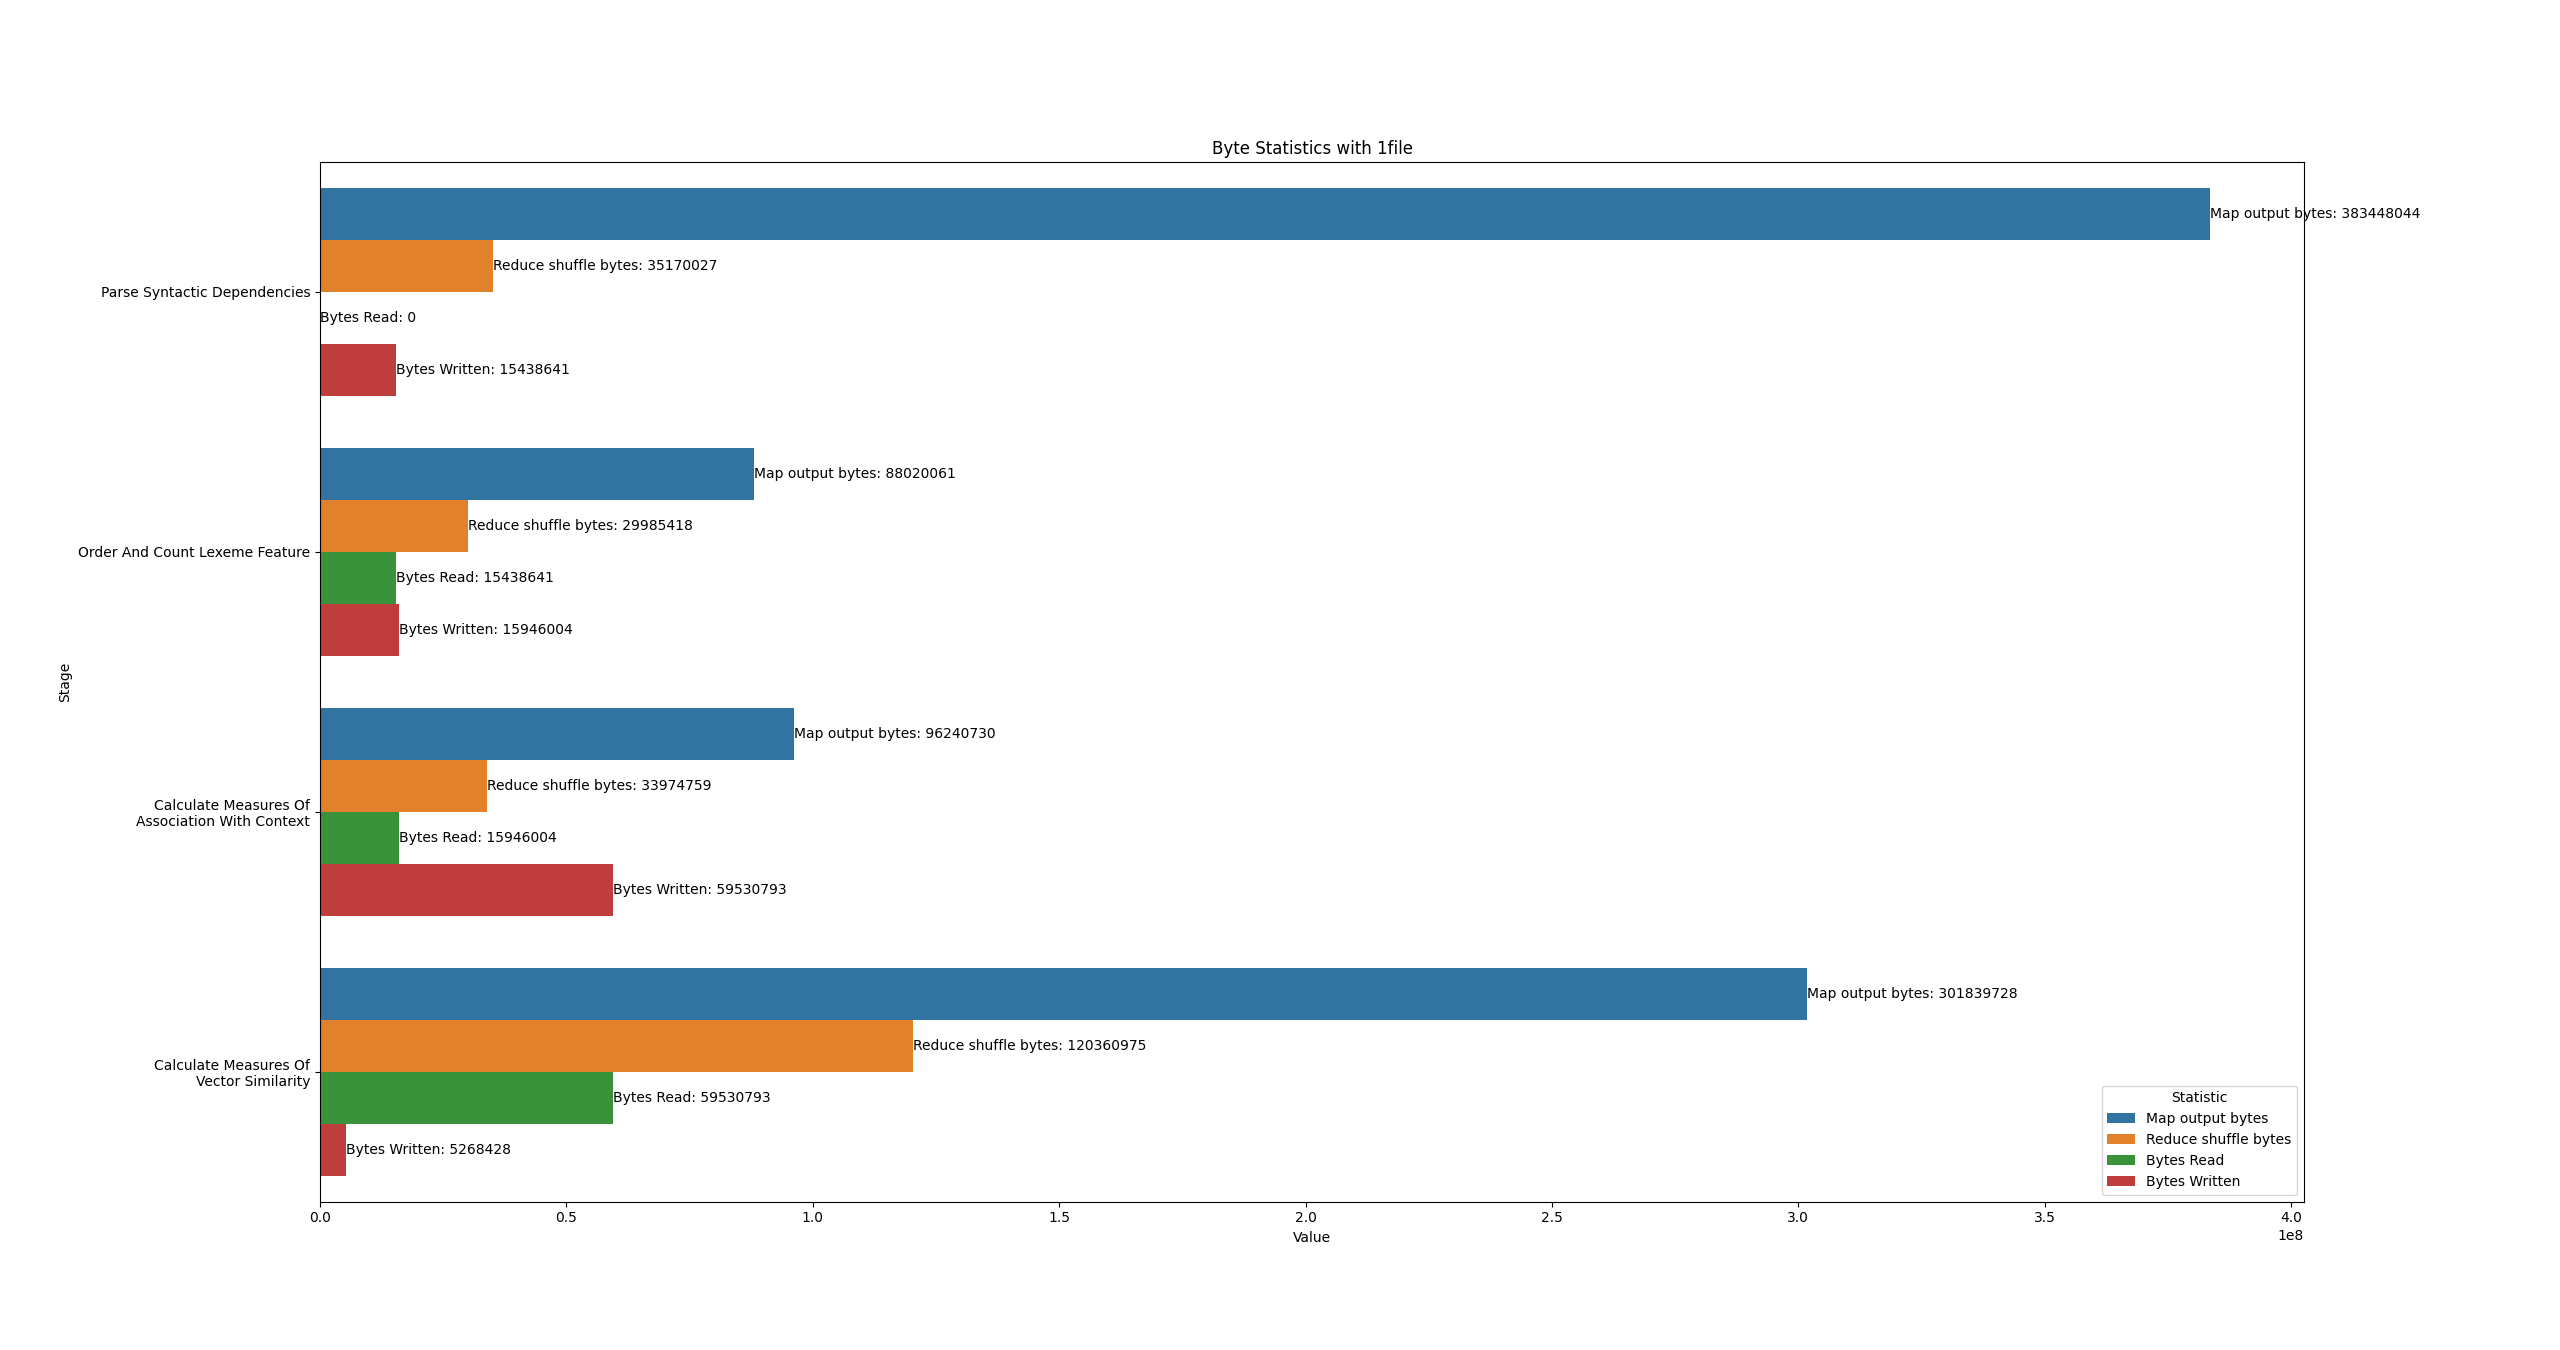 Byte Statistics with 1file
Map output bytes: 383448044
Reduce shuffle bytes: 35170027
Parse Syntactic Dependencies
Bytes Read: 0
Bytes Written: 15438641
Map output bytes: 88020061
Reduce shuffle bytes: 29985418
Order And Count Lexeme Feature
Bytes Read: 15438641
Bytes Written: 15946004
Stage
Map output bytes: 96240730
Reduce shuffle bytes: 33974759
Calculate Measures Of
Association With Context
Bytes Read: 15946004
Bytes Written: 59530793
Map output bytes: 301839728
Reduce shuffle bytes: 120360975
Calculate Measures Of
Vector Similarity
Bytes Read: 59530793
Bytes Written: 5268428
Statistic
Map output bytes
Reduce shuffle bytes
Bytes Read
Bytes Written
0.0 0.5 1.0 1.5 2.0 2.5 3.0 3.5 4.0
1e8
Value